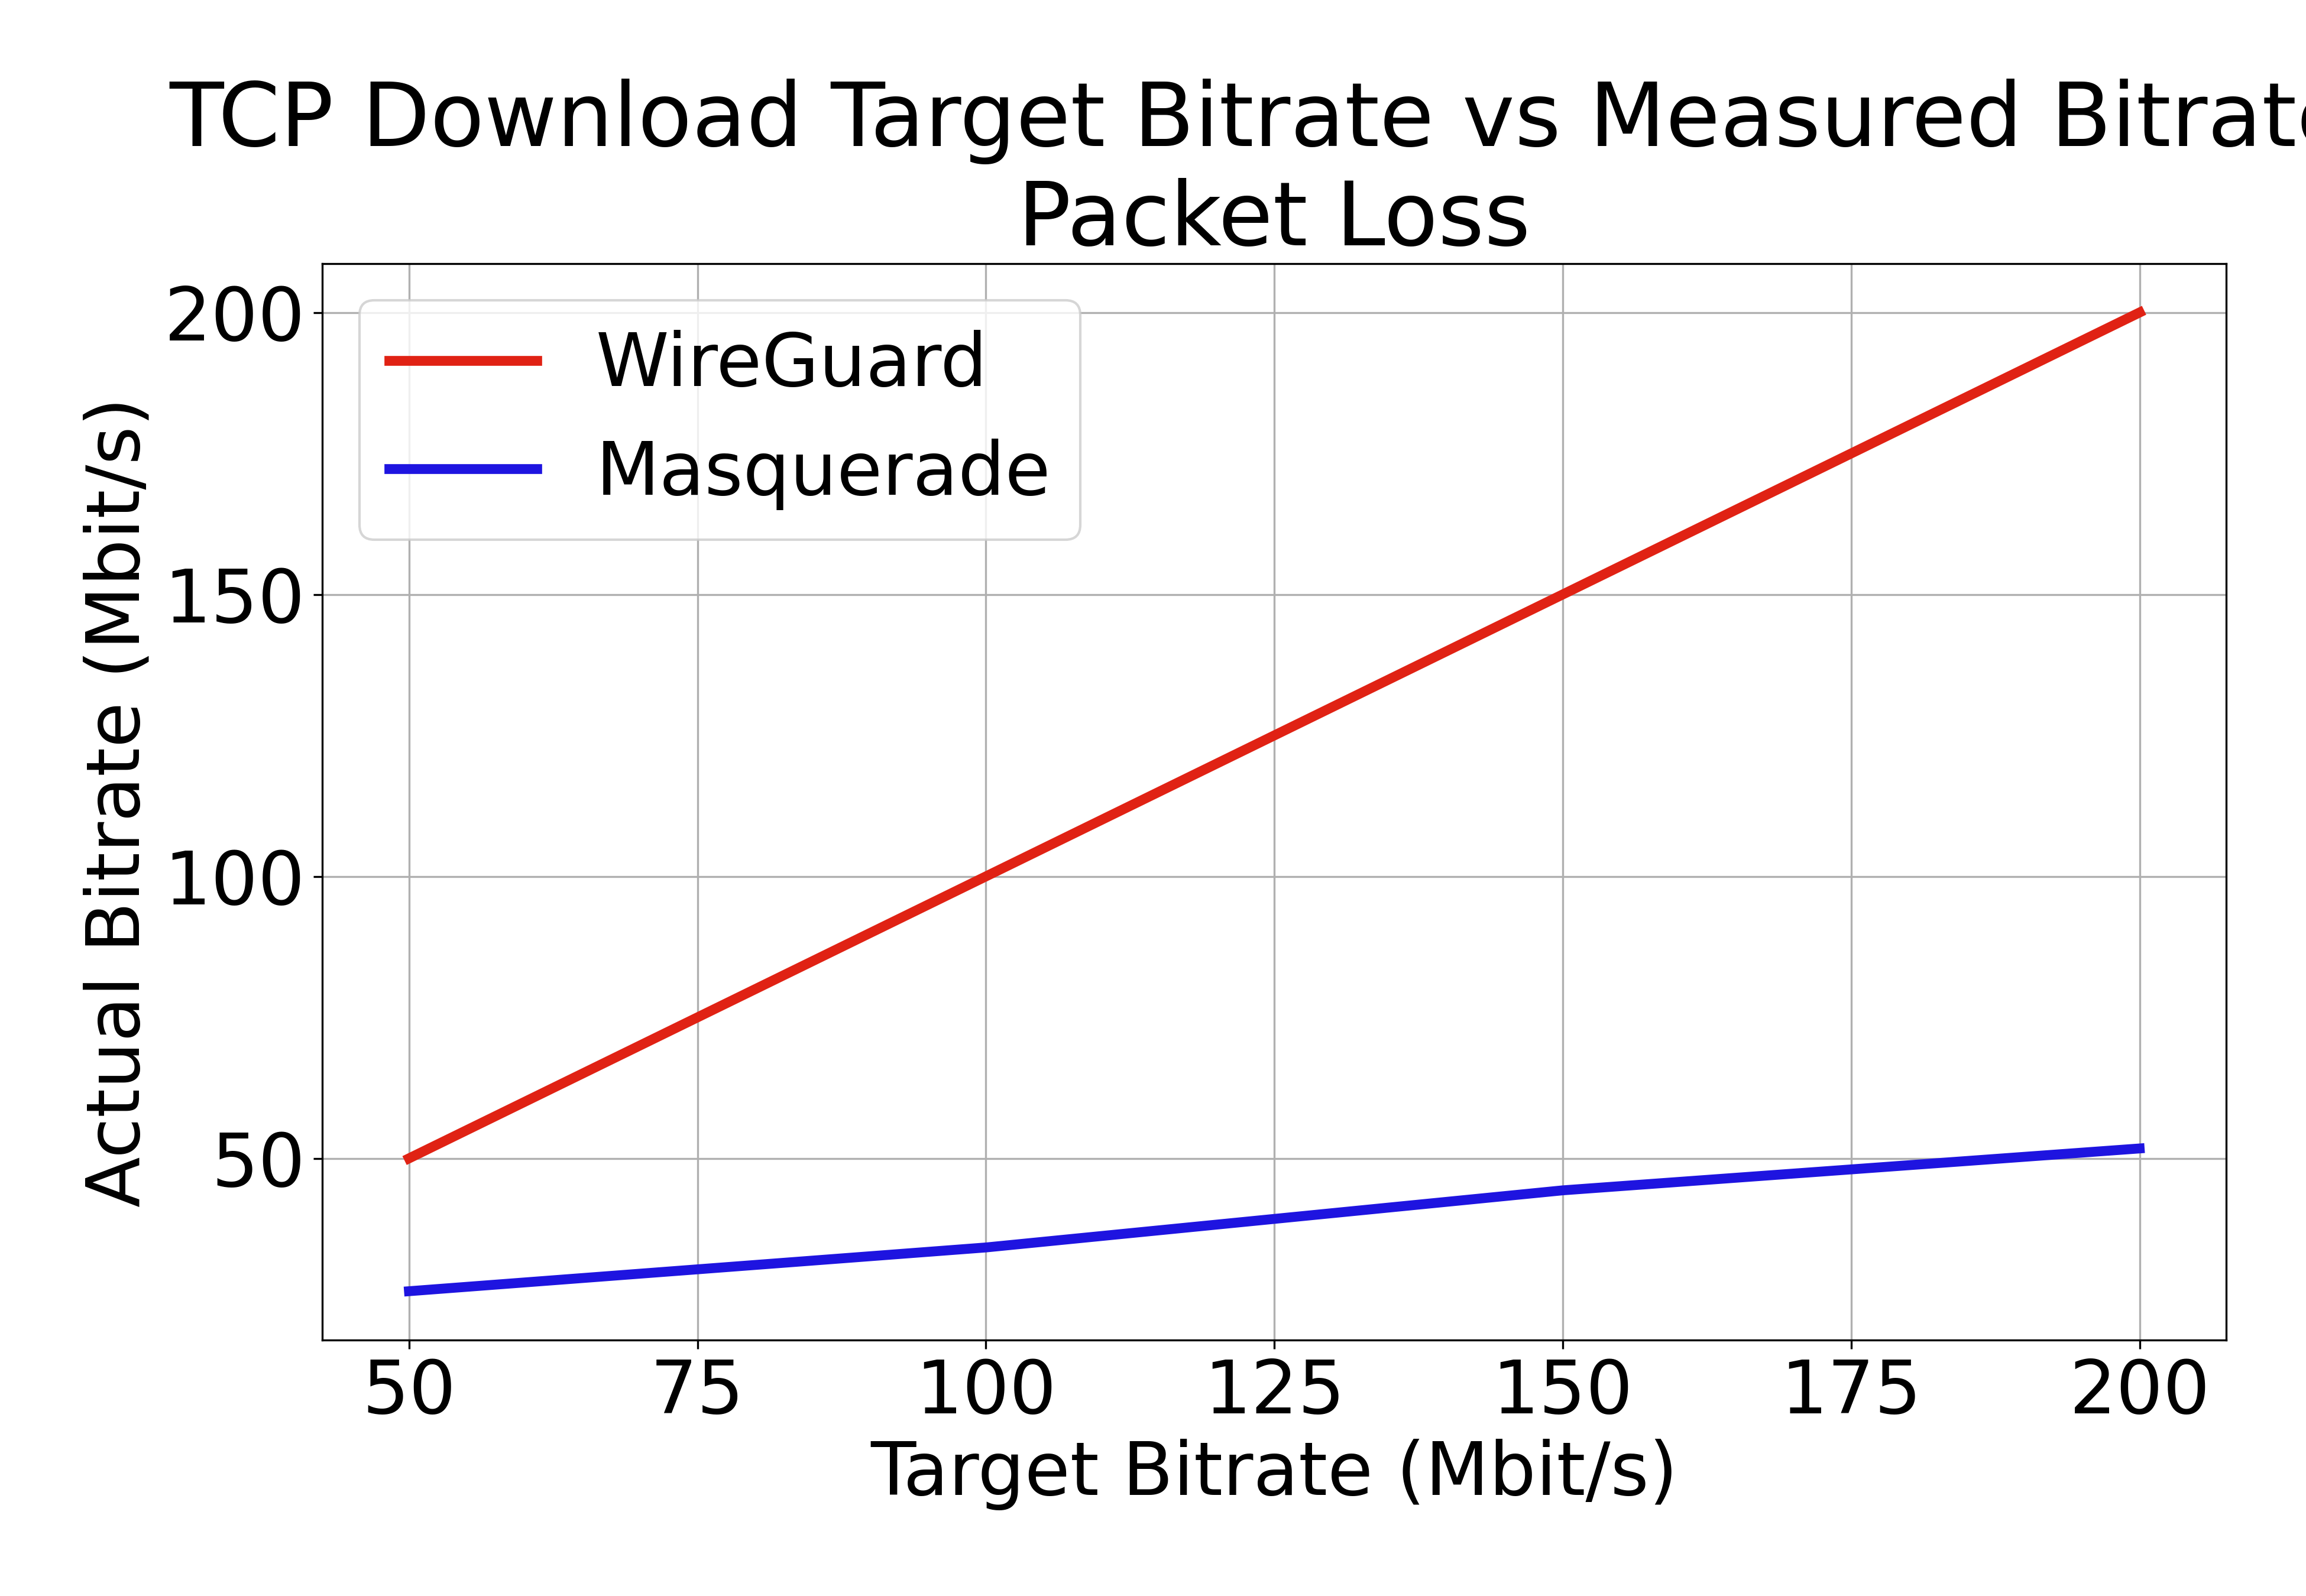 TCP Download Target Bitrate vs Measured Bitrate
Packet Loss
WireGuard
Masquerade
Actual Bitrate (Mbit/s)
200
150
100
50
50 75 100 125 150 175 200
Target Bitrate (Mbit/s)